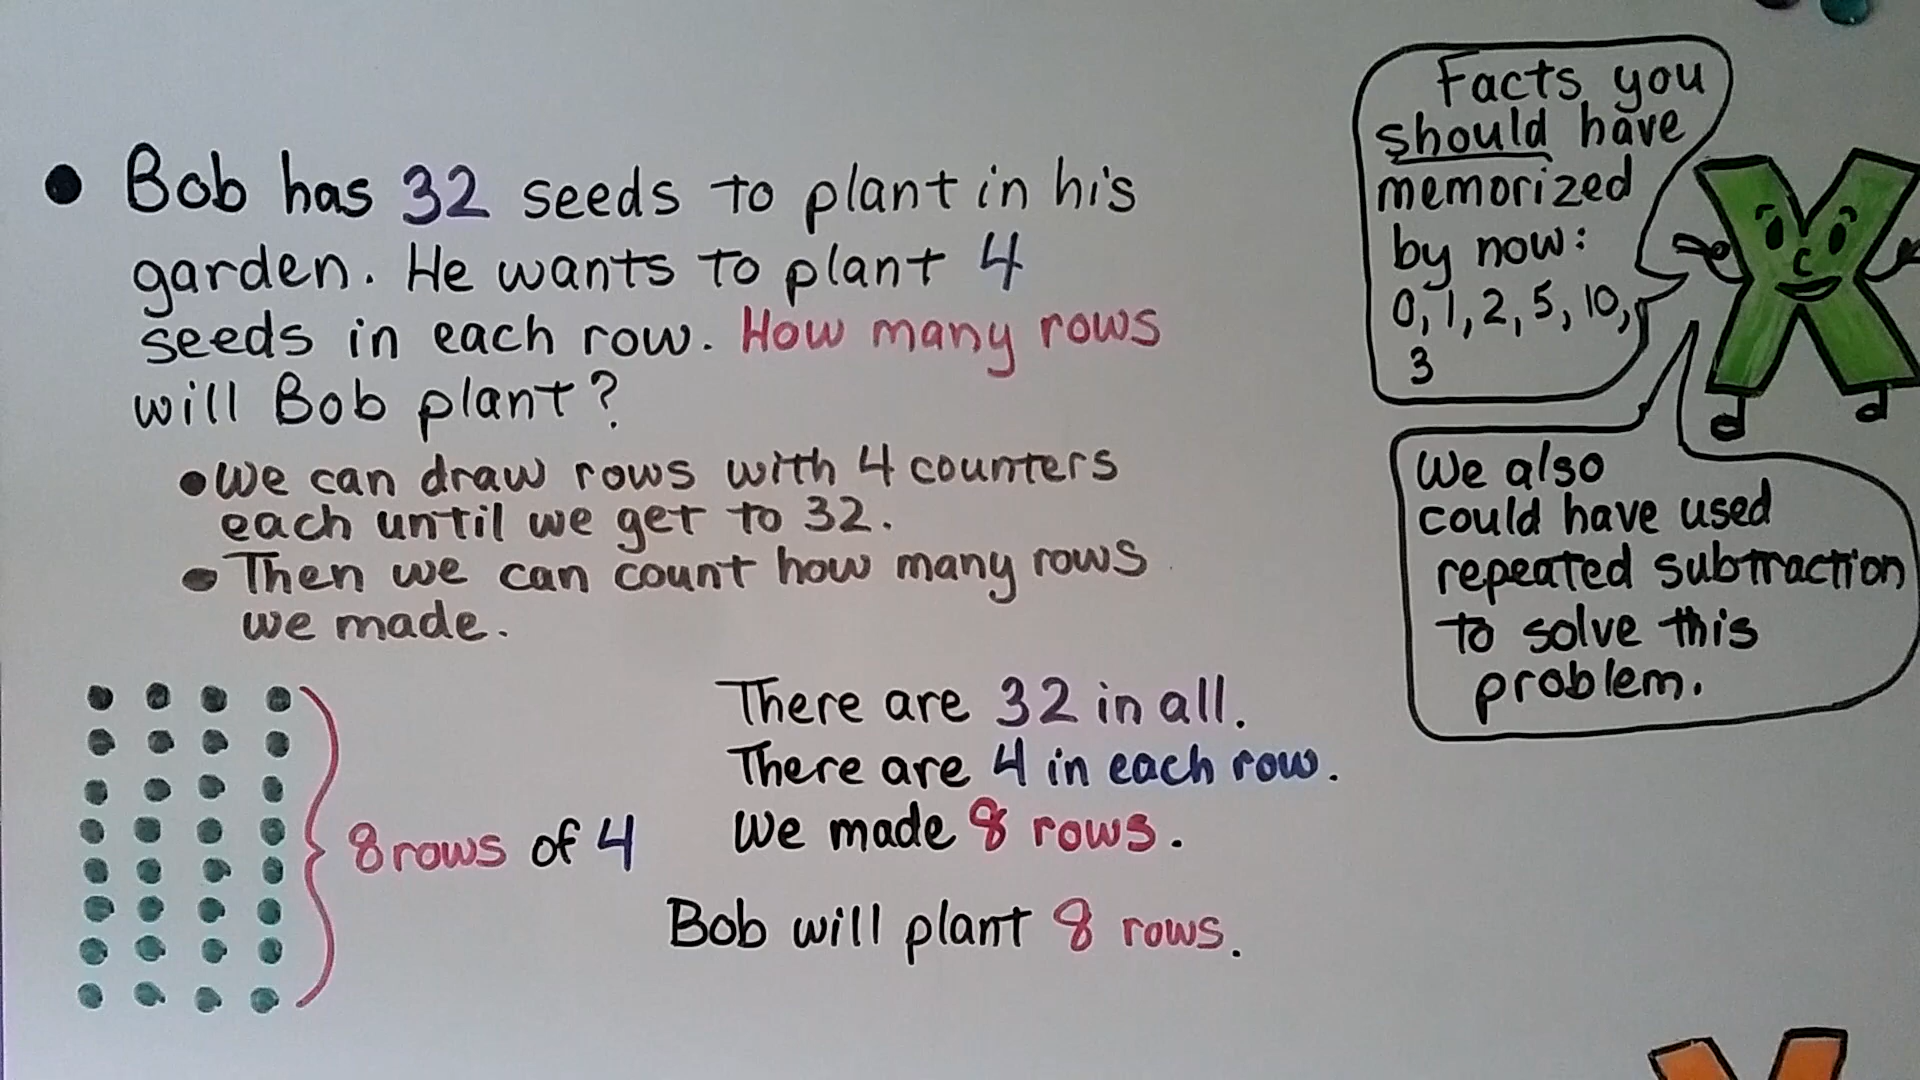 • Bob has 32 seeds to plant in his
garden. He wants to plant 4
seeds in each row. How many rows
will Bob plant?
• We can draw rows with 4 counters
each until we get to 32.
• Then we can count how many rows
we made.
8 rows of 4
There are 32 in all.
There are 4 in each row.
We made 8 rows.
Bob will plant 8 rows.
Facts you
should have
memorized
by now:
0, 1, 2, 5, 10,
3
We also
could have used
repeated subtraction
to solve this
problem.